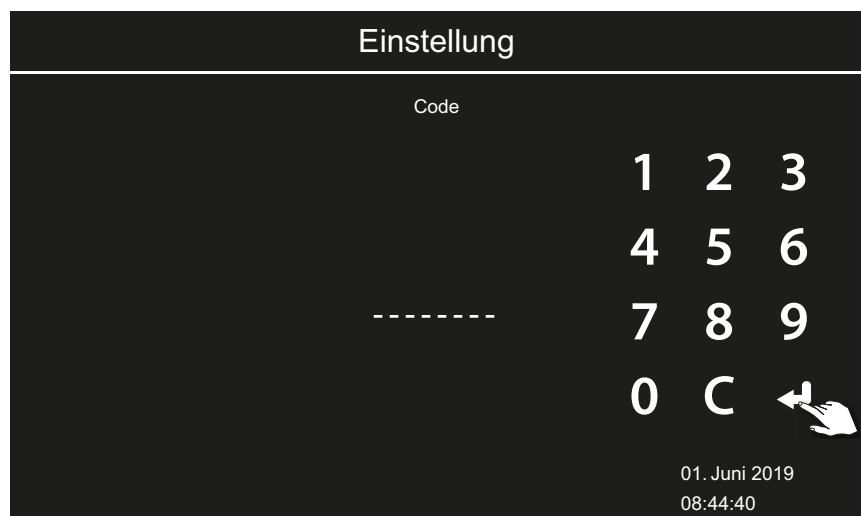 Einstellung
Code
1 2 3
4 5 6
--------
7 8 9
0 C
01. Juni 2019
08:44:40